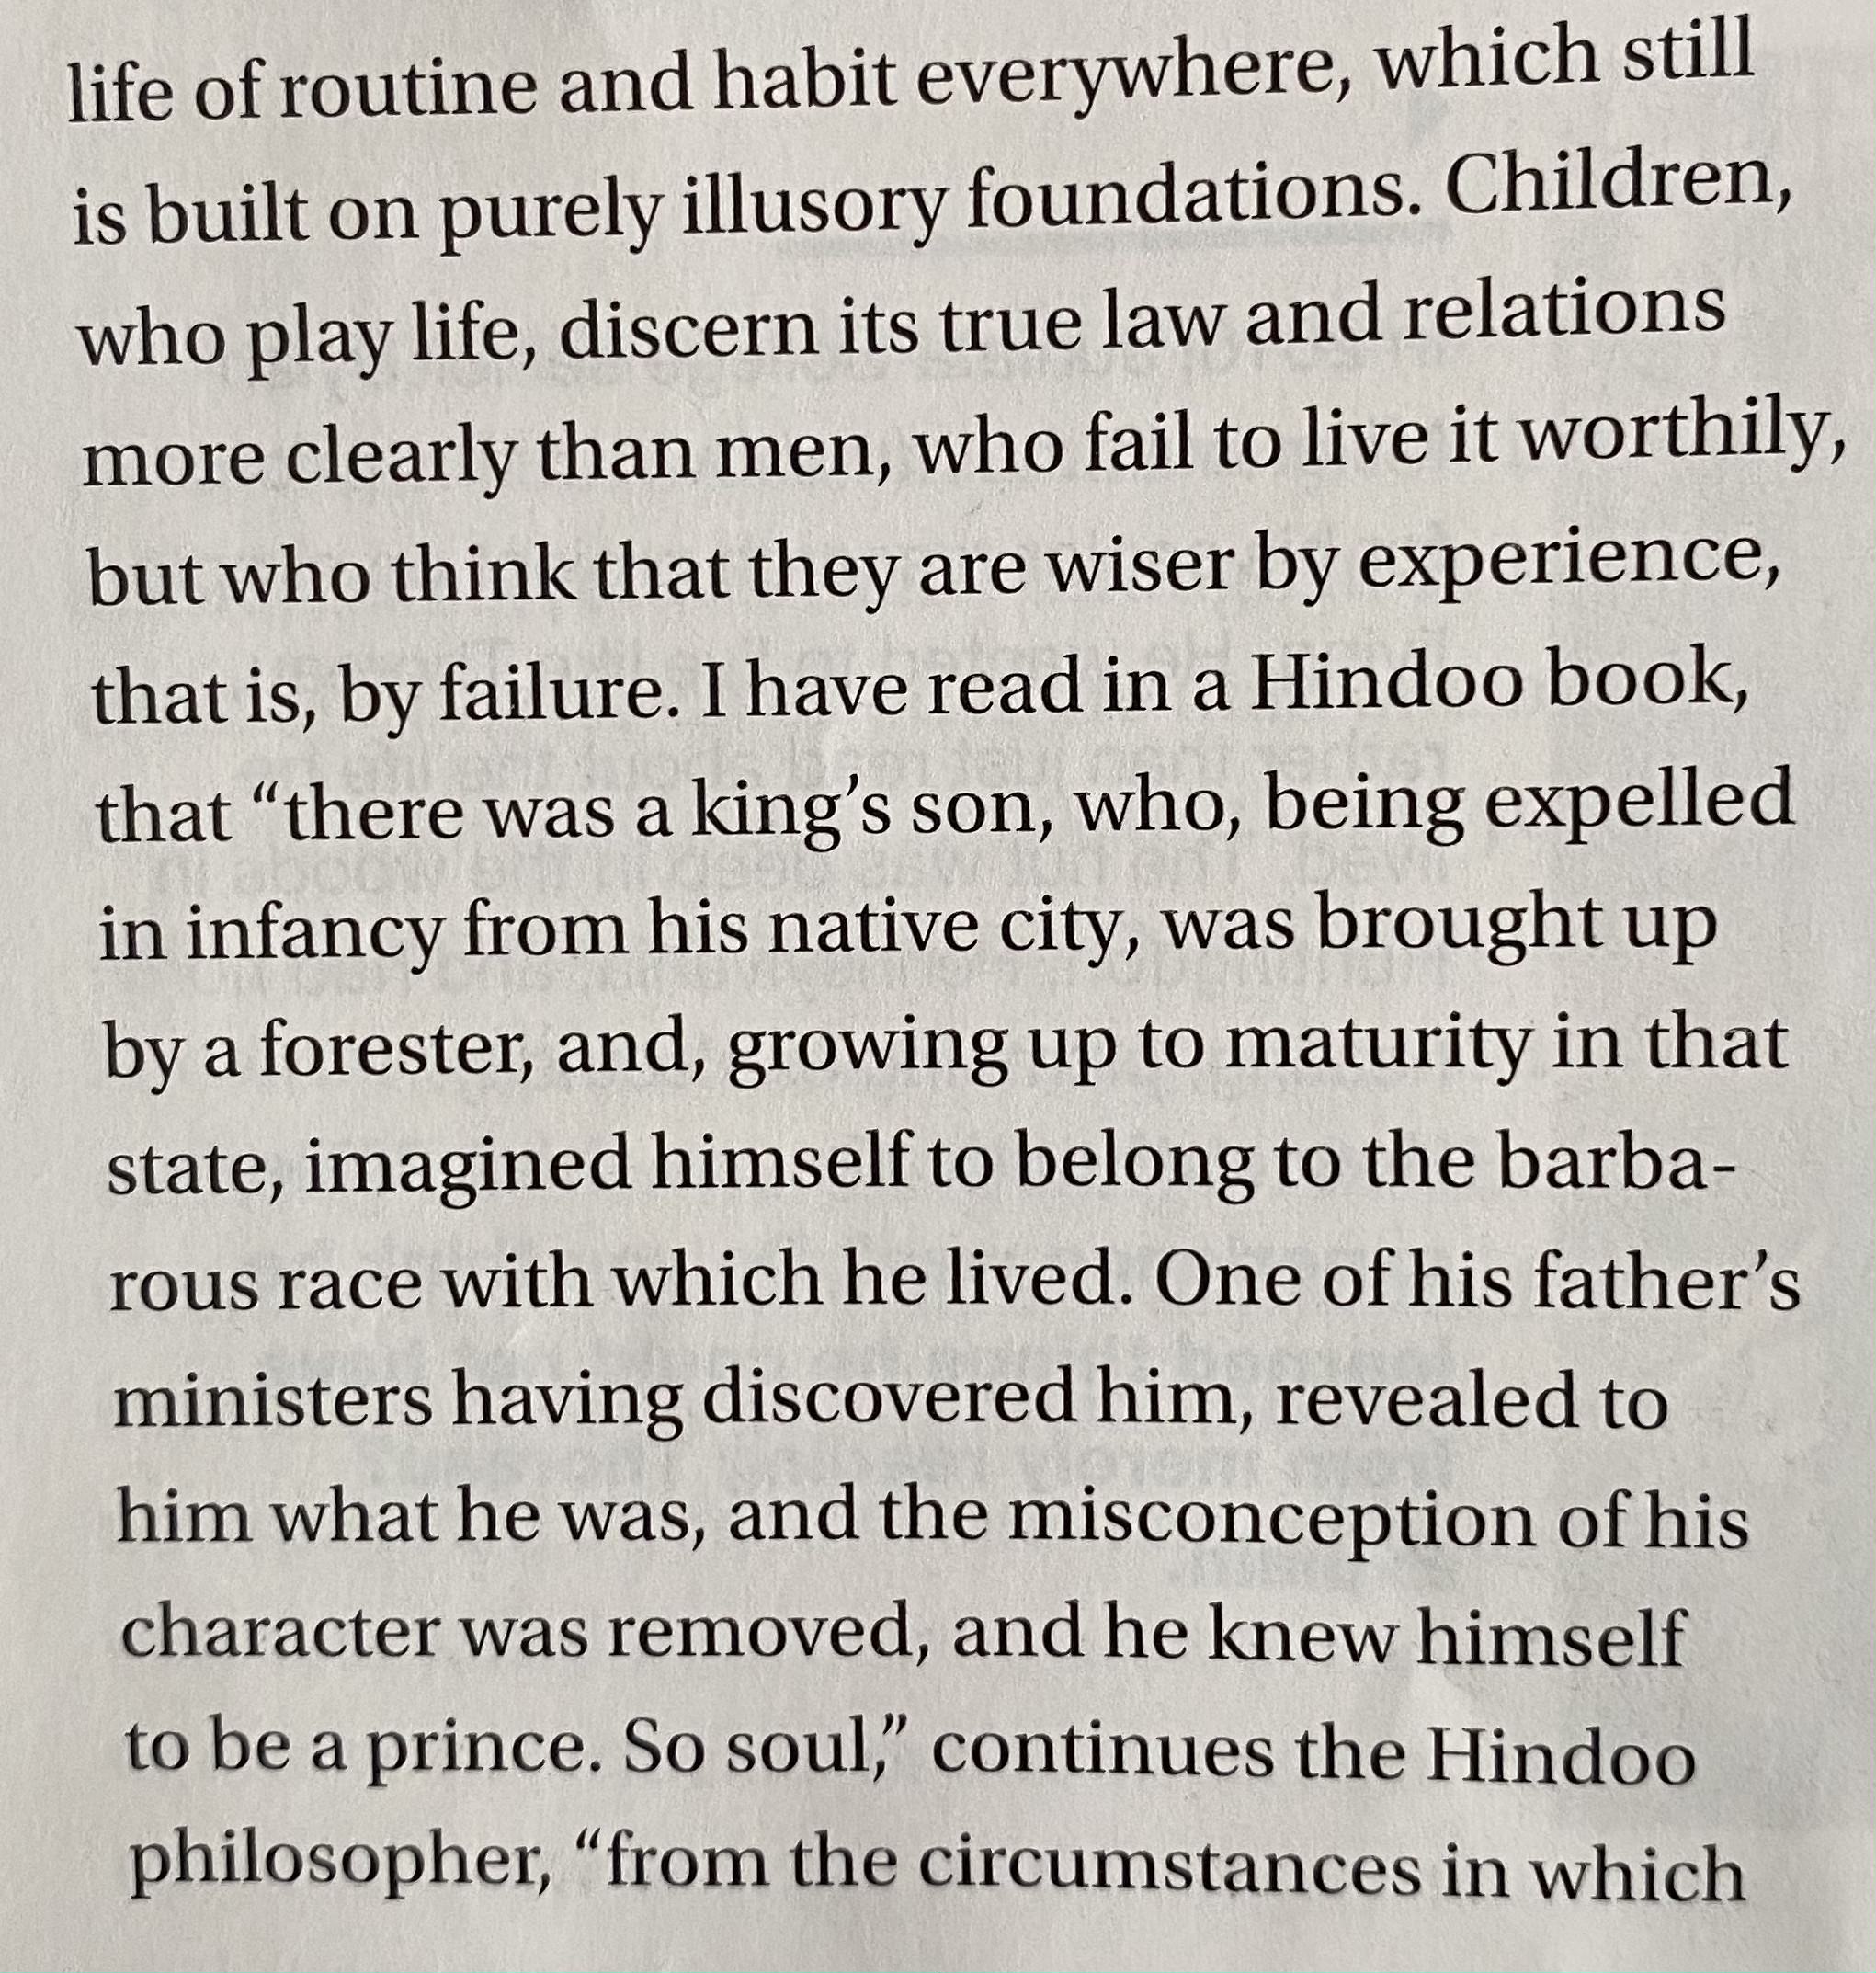 life of routine and habit everywhere, which still
is built on purely illusory foundations. Children,
who play life, discern its true law and relations
more clearly than men, who fail to live it worthily,
but who think that they are wiser by experience,
that is, by failure. I have read in a Hindoo book,
that “there was a king’s son, who, being expelled
in infancy from his native city, was brought up
by a forester, and, growing up to maturity in that
state, imagined himself to belong to the barba-
rous race with which he lived. One of his father’s
ministers having discovered him, revealed to
him what he was, and the misconception of his
character was removed, and he knew himself
to be a prince. So soul,” continues the Hindoo
philosopher, “from the circumstances in which